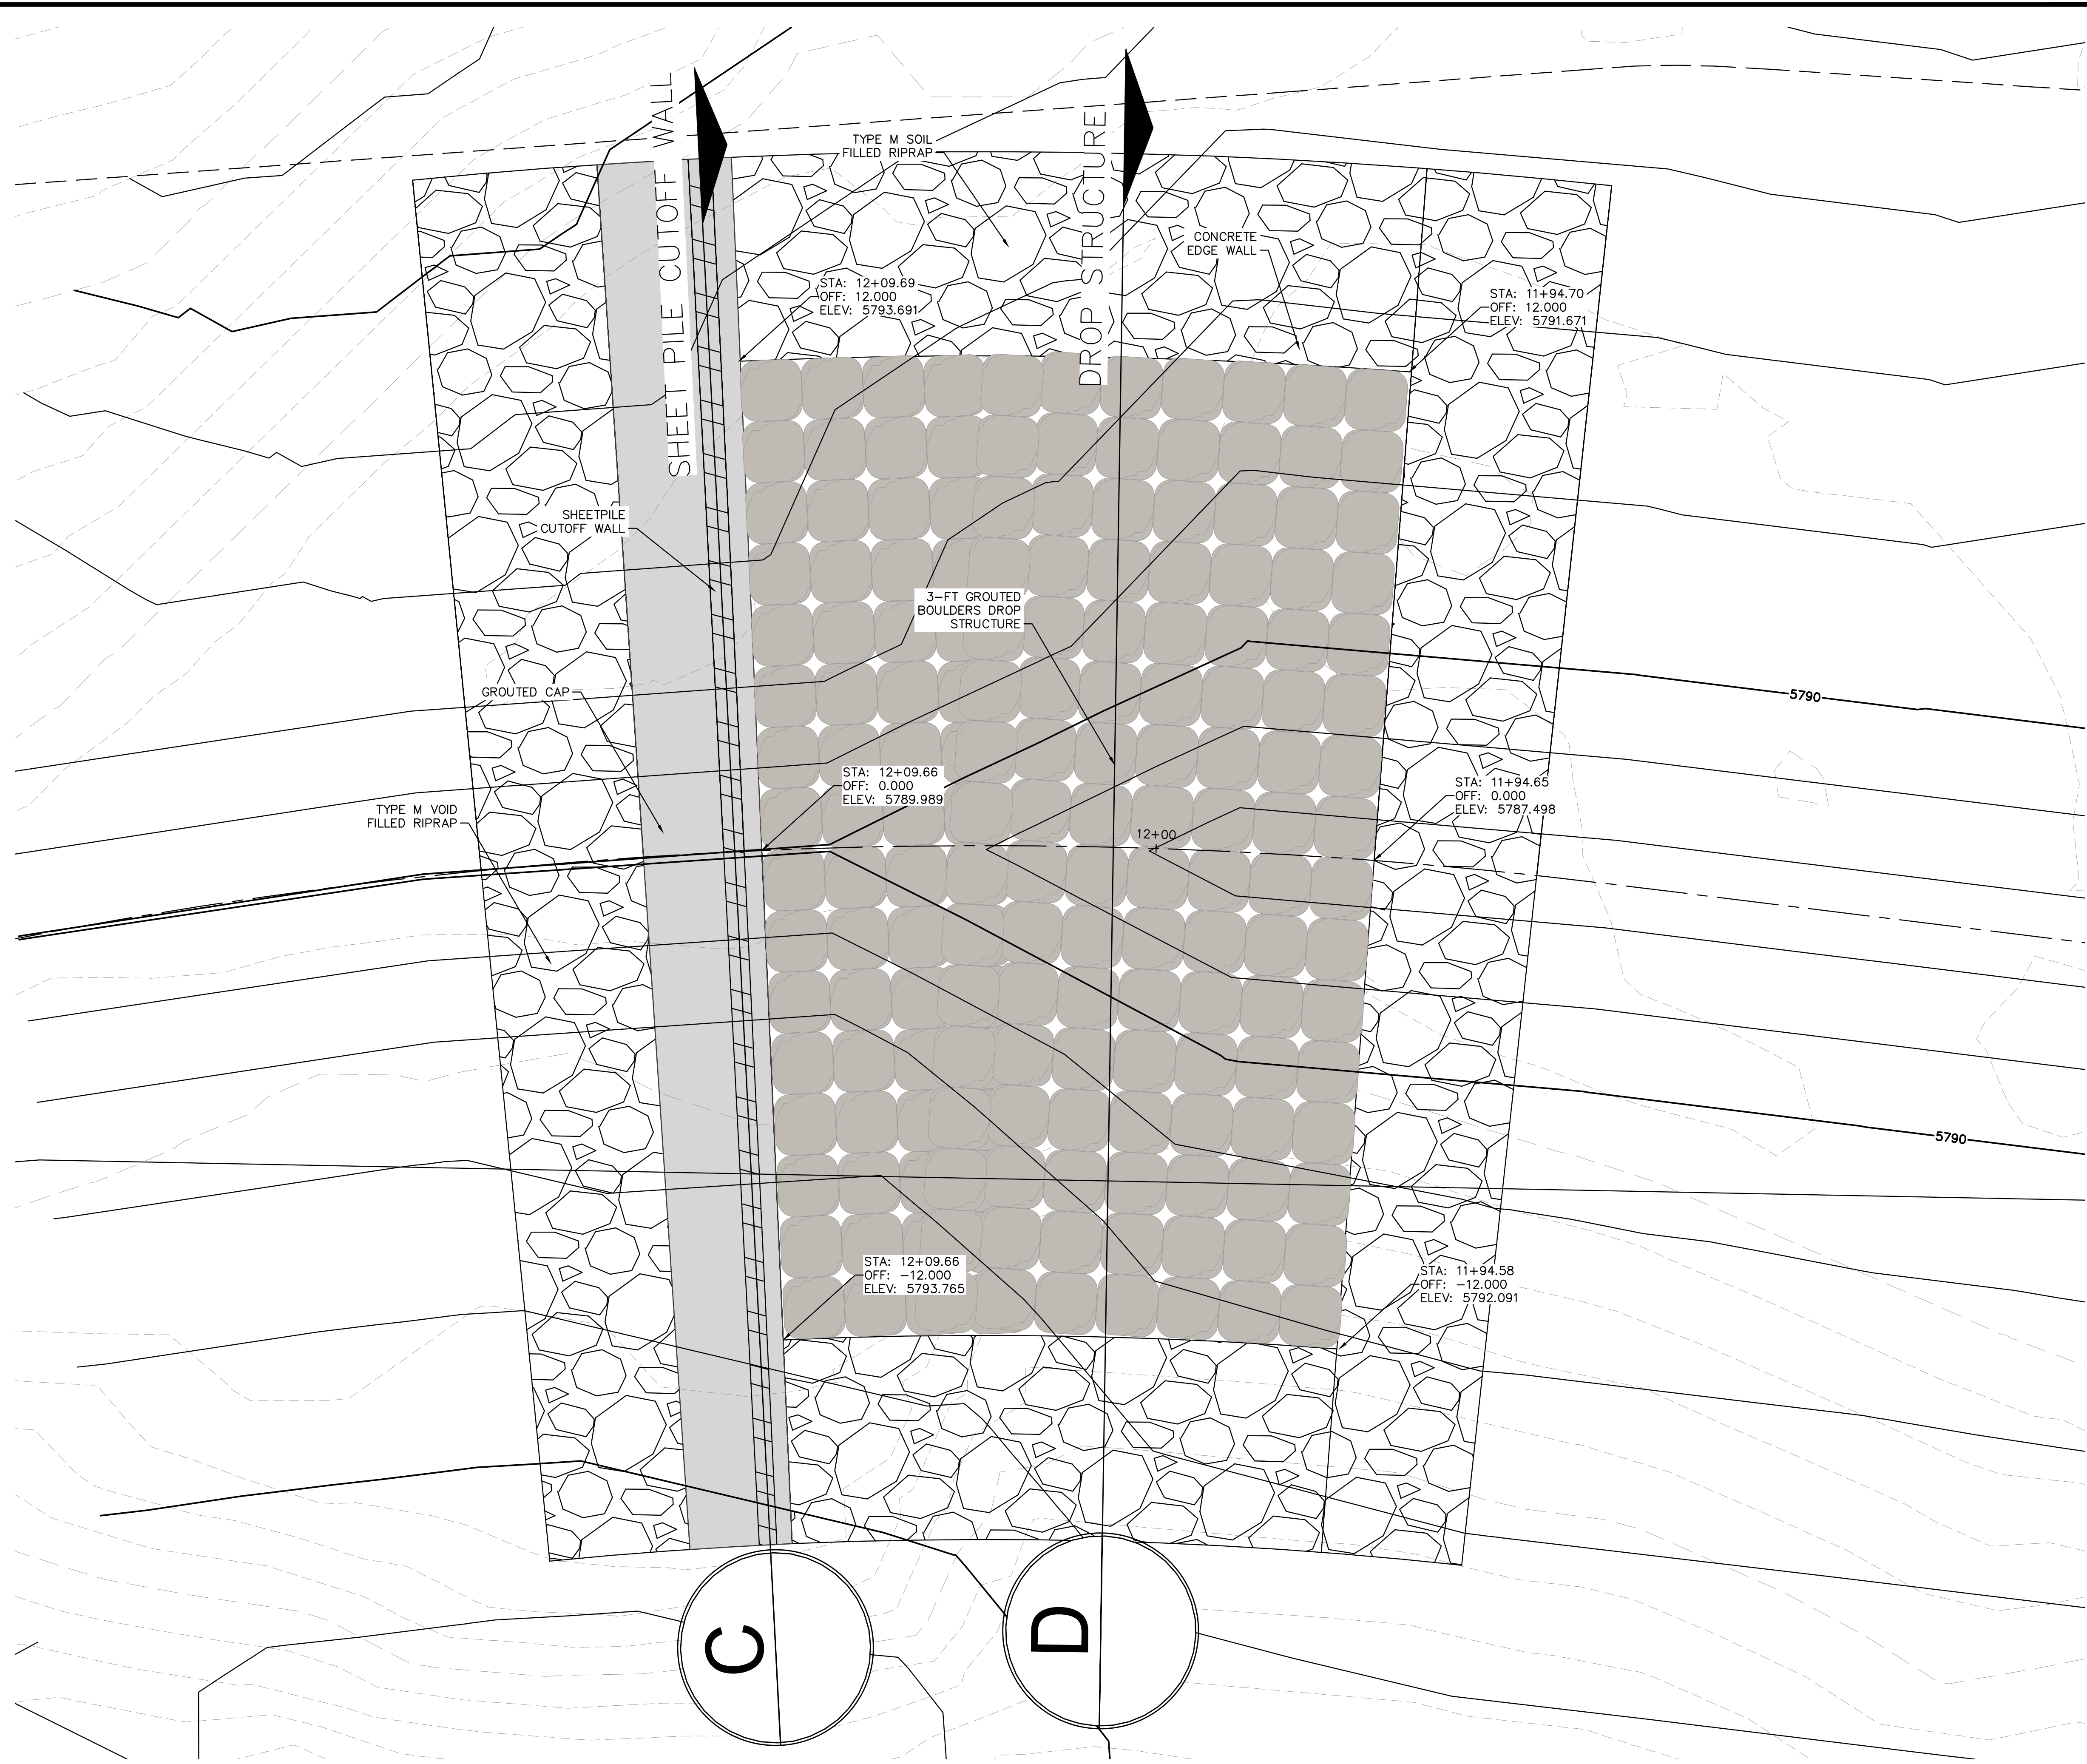 SHEET PILE CUTOFF WALL
DROP STRUCTURE
TYPE M SOIL
FILLED RIPRAP
CONCRETE
EDGE WALL
STA: 12+09.69
OFF: 12.000
ELEV: 5793.691
STA: 11+94.70
OFF: 12.000
ELEV: 5791.671
SHEETPILE
CUTOFF WALL
3-FT GROUTED
BOULDERS DROP
STRUCTURE
GROUTED CAP
5790
STA: 12+09.66
OFF: 0.000
ELEV: 5789.989
STA: 11+94.65
OFF: 0.000
ELEV: 5787.498
TYPE M VOID
FILLED RIPRAP
12+00
5790
STA: 12+09.66
OFF: -12.000
ELEV: 5793.765
STA: 11+94.58
OFF: -12.000
ELEV: 5792.091
C
D